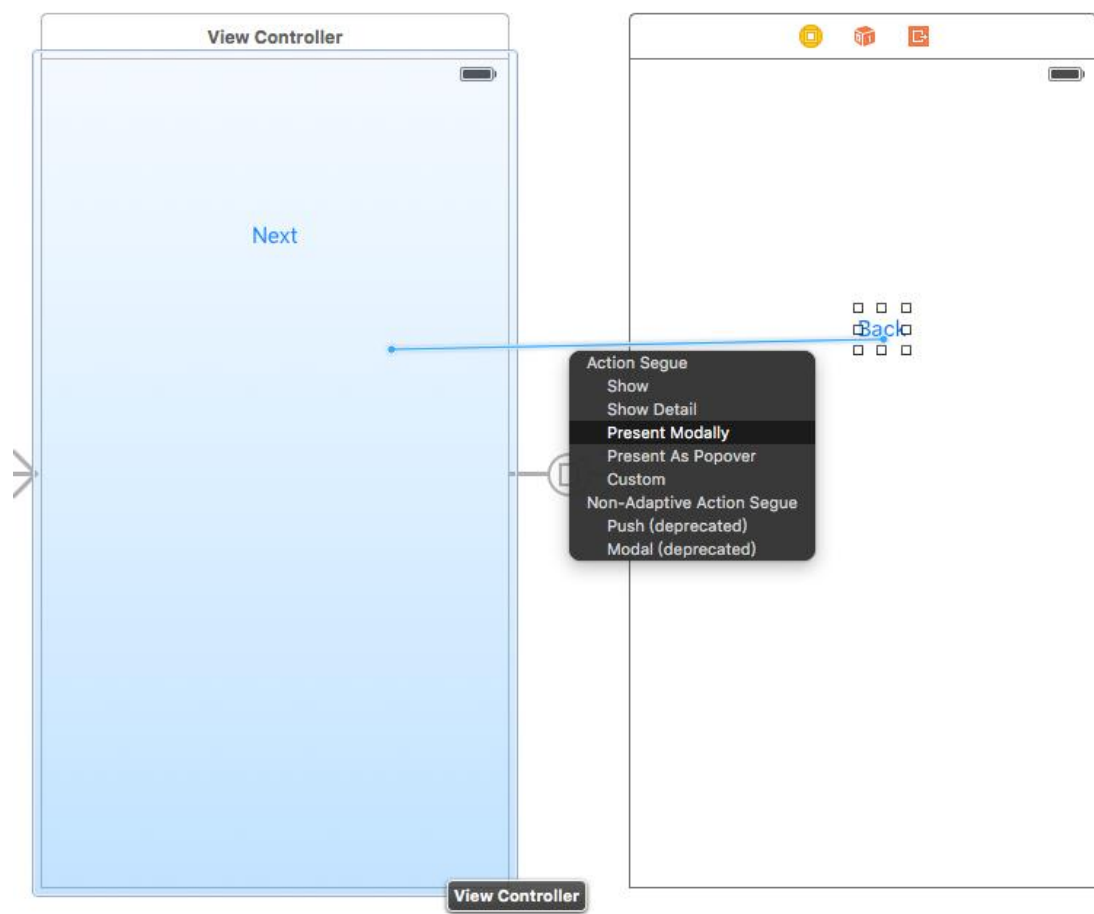 View Controller
Next
Back
Action Segue
Show
Show Detail
Present Modally
Present As Popover
Custom
Non-Adaptive Action Segue
Push (deprecated)
Modal (deprecated)
View Controller